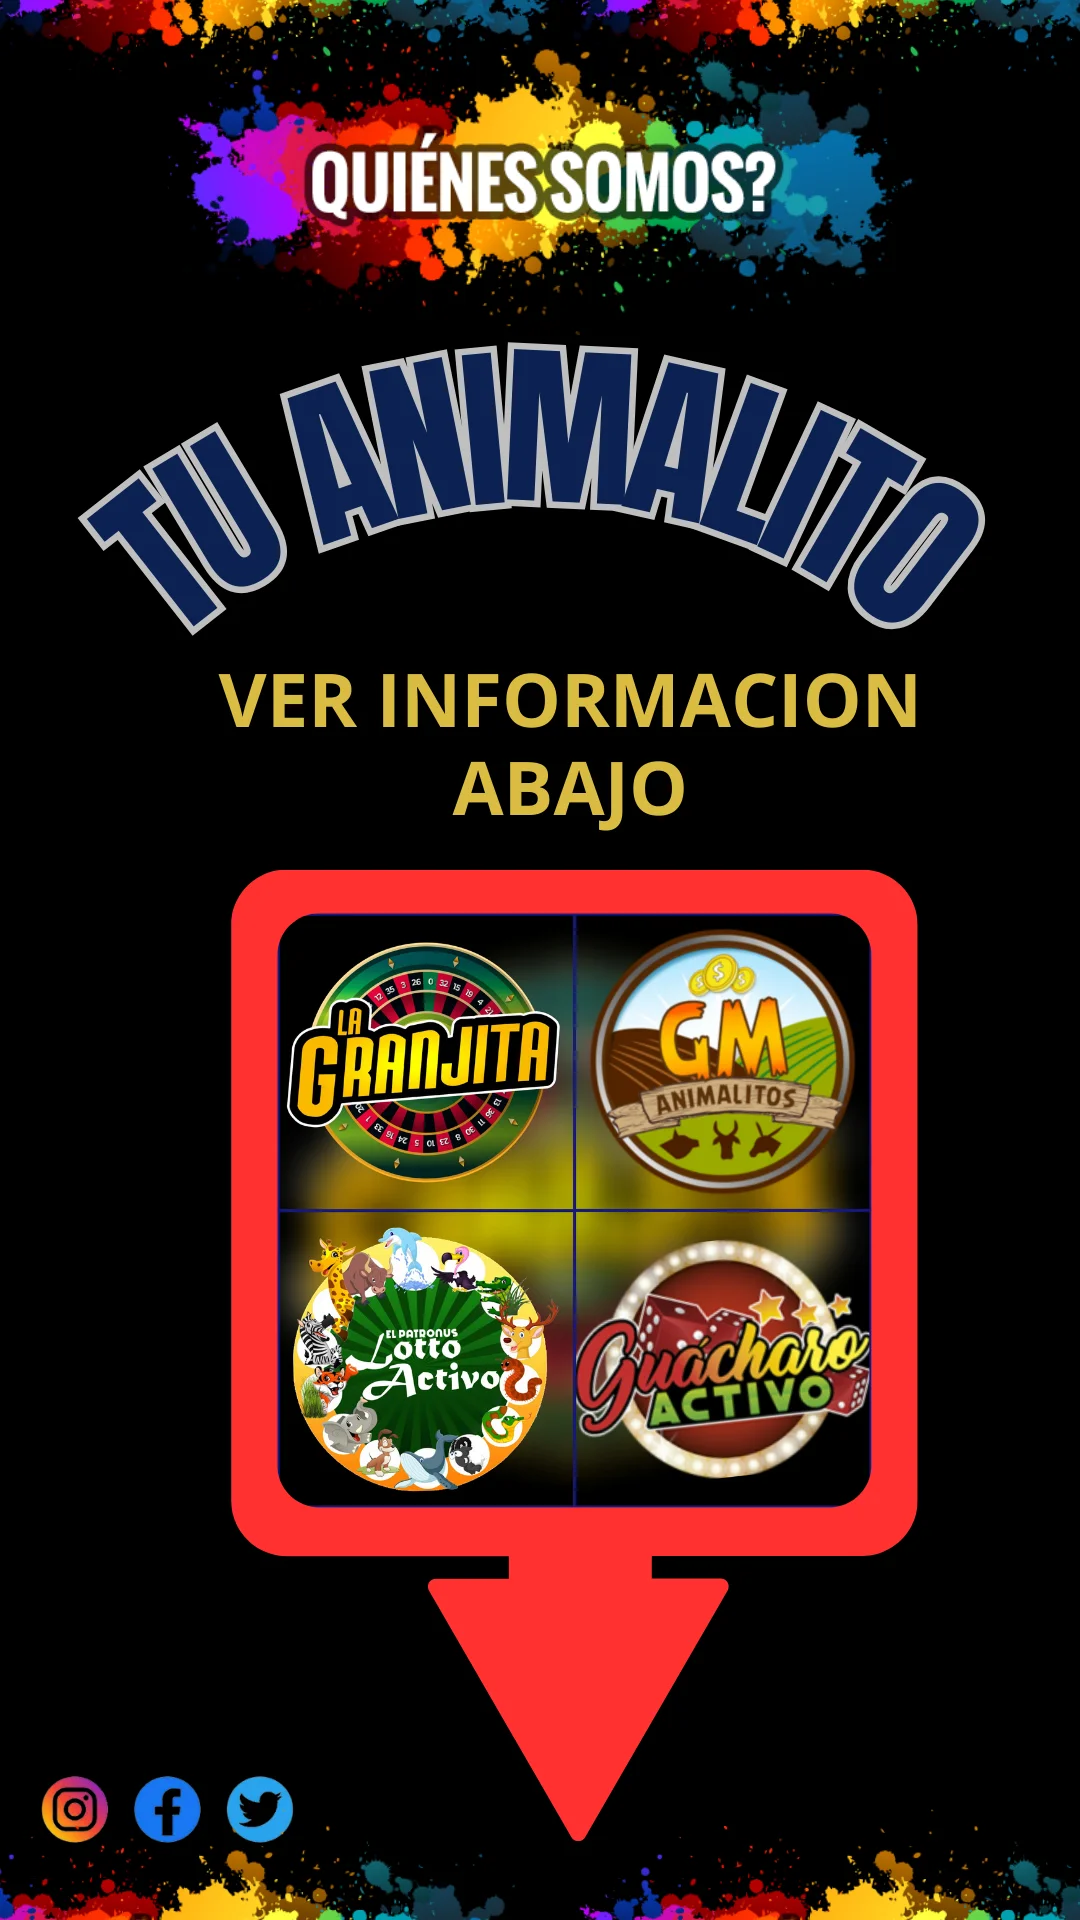 QUIÉNES SOMOS?
TU ANIMALITO
VER INFORMACION
ABAJO
LA
GRANJITA
GM
ANIMALITOS
EL PATRONUS
Lotto
Activo
Guácharo
ACTIVO